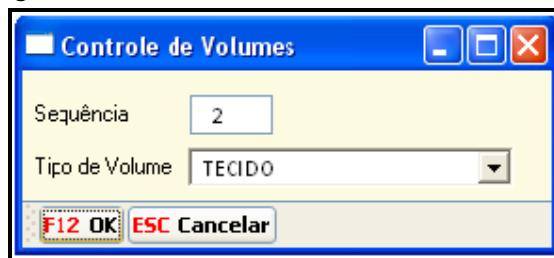 Controle de Volumes
Sequência 2
Tipo de Volume TECIDO
F12 OK ESC Cancelar